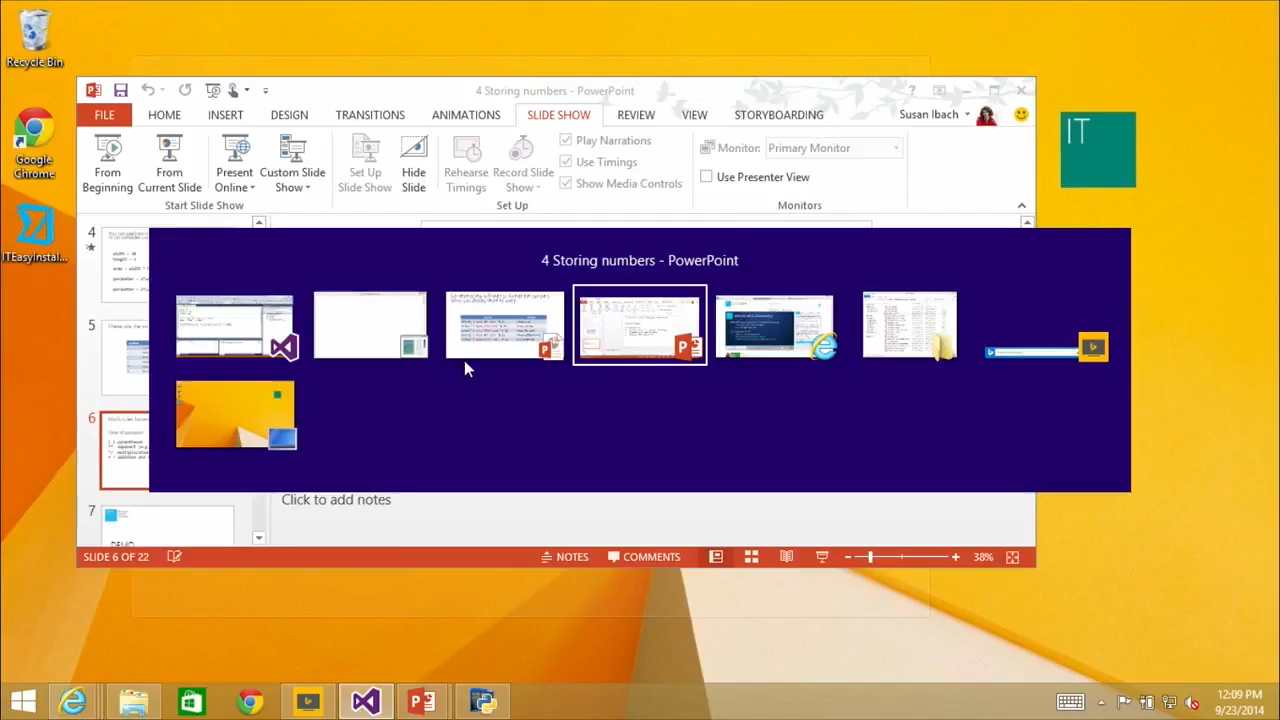 Recycle Bin
Google Chrome
ITEasyInstal...
IT
4 Storing numbers - PowerPoint
?
FILE HOME INSERT DESIGN TRANSITIONS ANIMATIONS SLIDE SHOW REVIEW VIEW STORYBOARDING Susan Ibach
From Beginning
From Current Slide
Present Online
Custom Slide Show
Set Up Slide Show
Hide Slide
Rehearse Timings
Record Slide Show
Play Narrations
Use Timings
Show Media Controls
Monitor: Primary Monitor
Use Presenter View
Start Slide Show
Set Up
Monitors
4
5
6
7
DEMO
4 Storing numbers - PowerPoint
Click to add notes
SLIDE 6 OF 22
NOTES
COMMENTS
38%
12:09 PM
9/23/2014